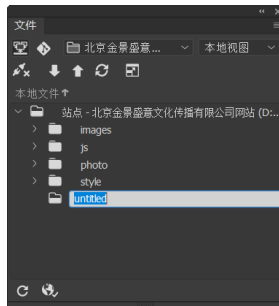 文件
北京金景盛意... 本地视图
本地文件↑
站点 - 北京金景盛意文化传播有限公司网站 (D:...
images
js
photo
style
untitled